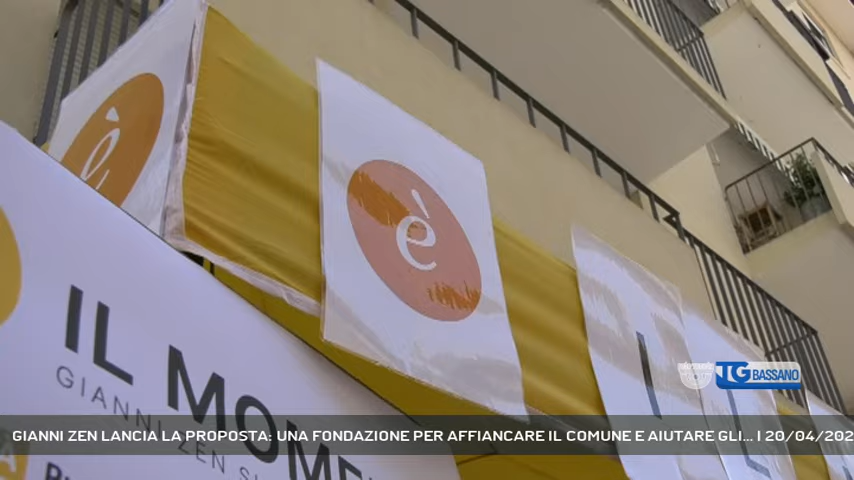 è
è
I L
IL MOME
GIANNI ZEN SI
TG BASSANO
GIANNI ZEN LANCIA LA PROPOSTA: UNA FONDAZIONE PER AFFIANCARE IL COMUNE E AIUTARE GLI... | 20/04/202